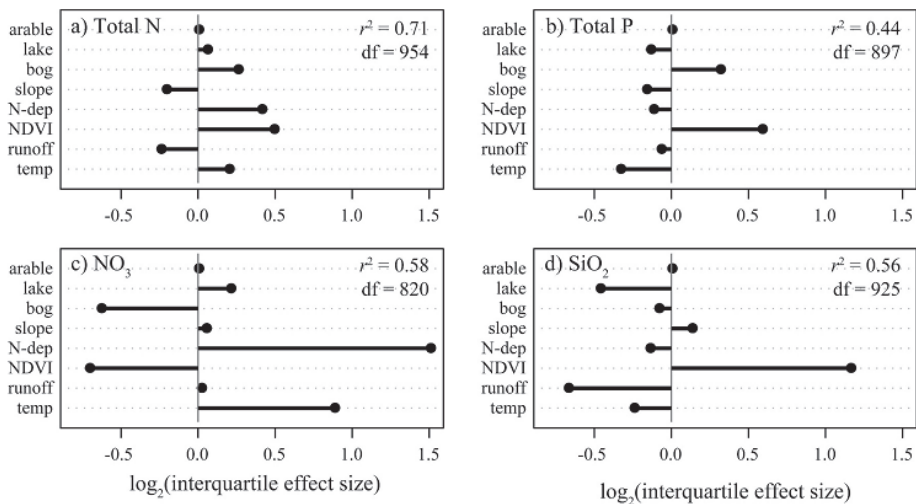 a) Total N
r² = 0.71
df = 954
arable
lake
bog
slope
N-dep
NDVI
runoff
temp
-0.5 0.0 0.5 1.0 1.5
b) Total P
r² = 0.44
df = 897
arable
lake
bog
slope
N-dep
NDVI
runoff
temp
-0.5 0.0 0.5 1.0 1.5
c) NO₃
r² = 0.58
df = 820
arable
lake
bog
slope
N-dep
NDVI
runoff
temp
-0.5 0.0 0.5 1.0 1.5
log₂(interquartile effect size)
d) SiO₂
r² = 0.56
df = 925
arable
lake
bog
slope
N-dep
NDVI
runoff
temp
-0.5 0.0 0.5 1.0 1.5
log₂(interquartile effect size)